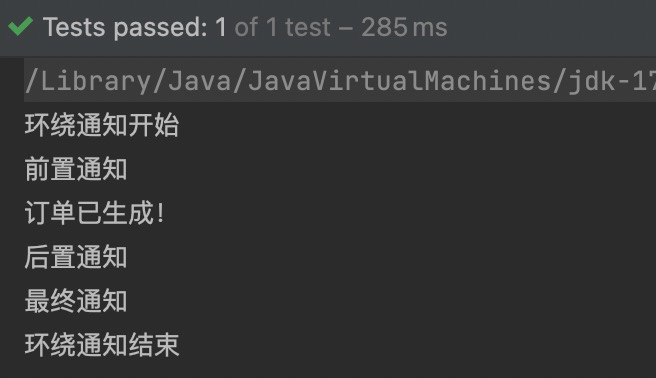 Tests passed: 1 of 1 test – 285 ms
/Library/Java/JavaVirtualMachines/jdk-17
环绕通知开始
前置通知
订单已生成!
后置通知
最终通知
环绕通知结束